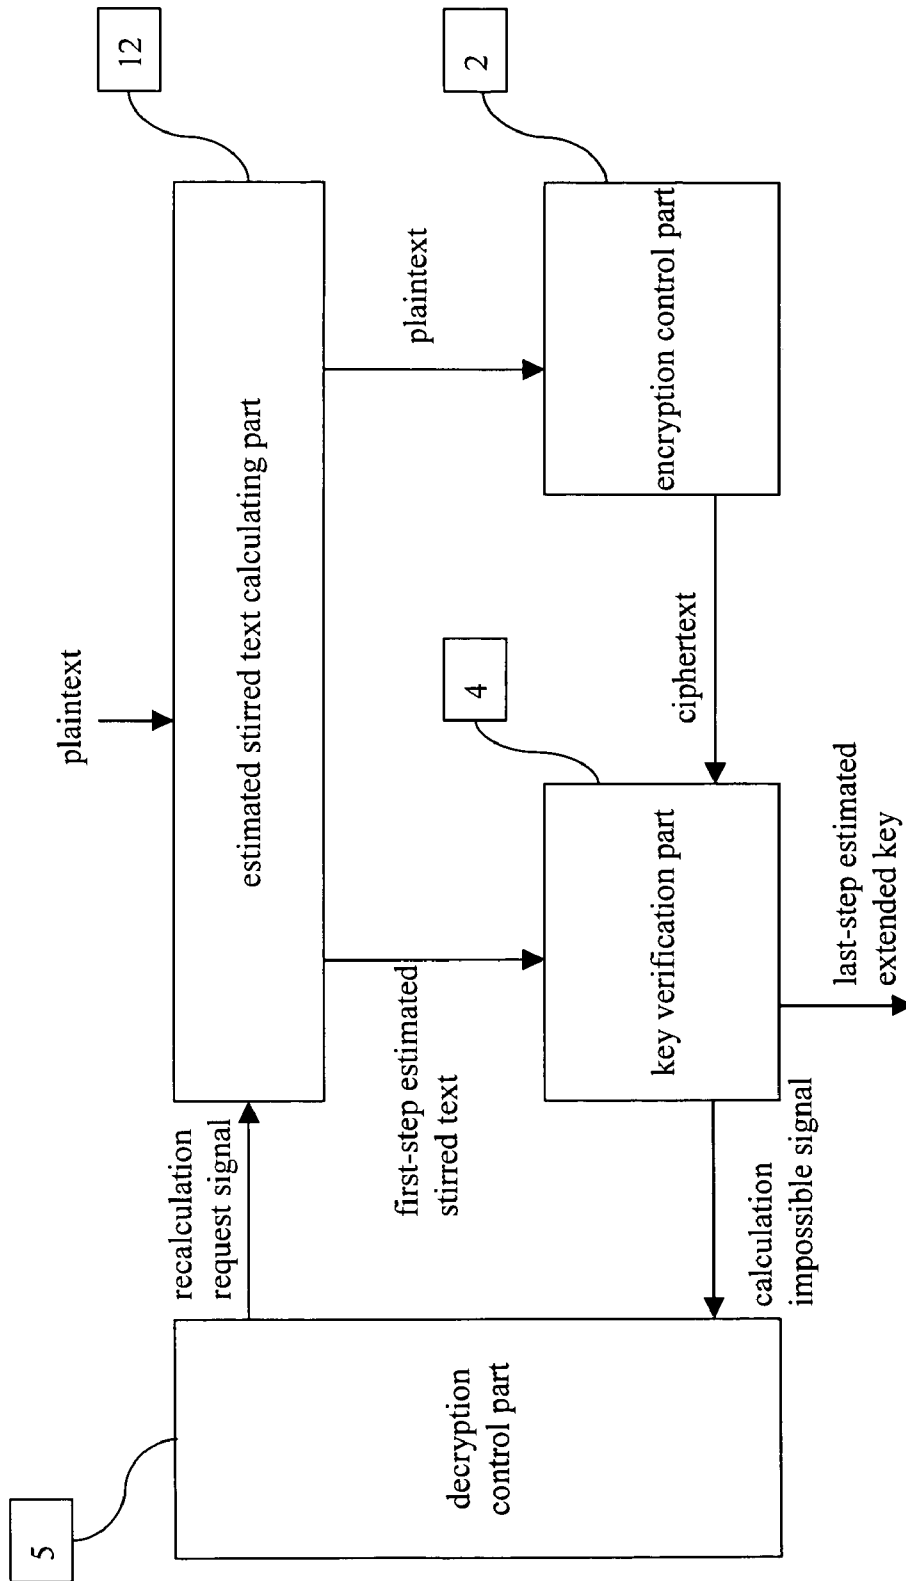 12
plaintext
estimated stirred text calculating part
recalculation
request signal
5
first-step estimated
stirred text
plaintext
2
4
decryption
control part
key verification part
ciphertext
encryption control part
calculation
impossible signal
last-step estimated
extended key